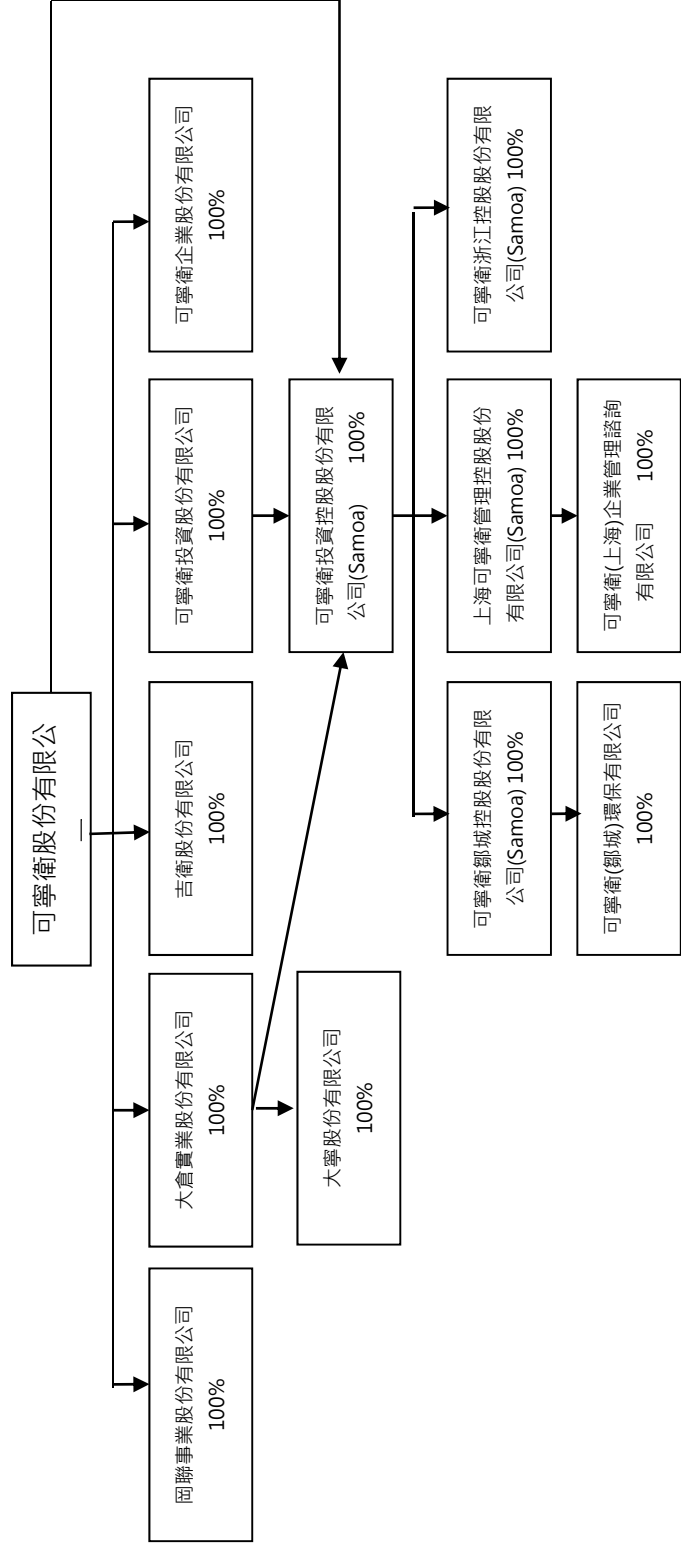 可寧衛股份有限公
岡聯事業股份有限公司
100%
大倉實業股份有限公司
100%
吉衛股份有限公司
100%
可寧衛投資股份有限公司
100%
可寧衛企業股份有限公司
100%
大寧股份有限公司
100%
可寧衛投資控股股份有限
公司(Samoa) 100%
可寧衛鄒城控股股份有限
公司(Samoa) 100%
上海可寧衛管理控股股份
有限公司(Samoa) 100%
可寧衛浙江控股股份有限
公司(Samoa) 100%
可寧衛(鄒城)環保有限公司
100%
可寧衛(上海)企業管理諮詢
有限公司 100%